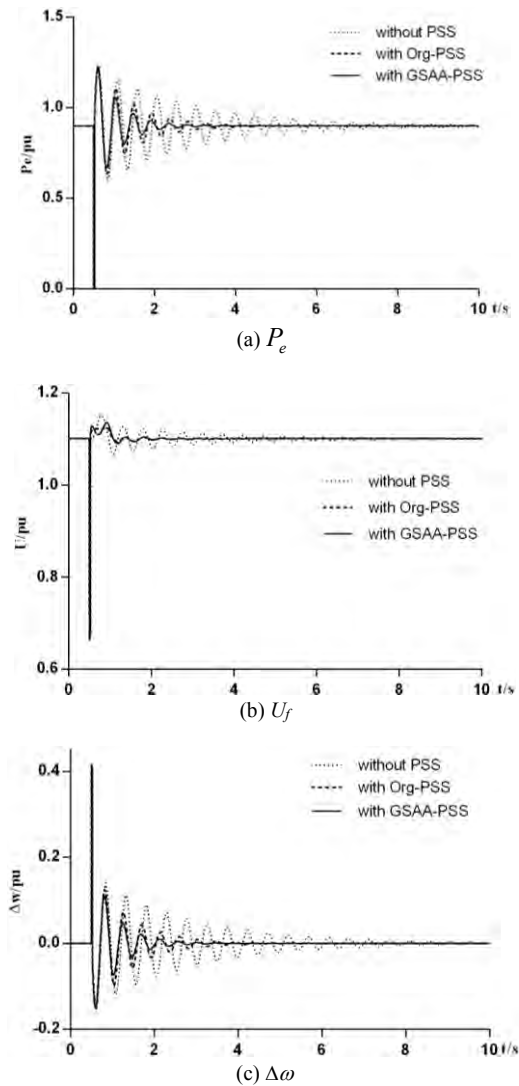 1.5
without PSS
with Org-PSS
with GSAA-PSS
1.0
Pe/pu
0.5
0.0
0 2 4 6 8 10 t/s
(a) Pₑ
1.2
1.0
without PSS
with Org-PSS
U/pu
with GSAA-PSS
0.8
0.6
0 2 4 6 8 10 t/s
(b) U_f
0.4
without PSS
with Org-PSS
with GSAA-PSS
0.2
Δw/pu
0.0
-0.2
0 2 4 6 8 10 t/s
(c) Δω